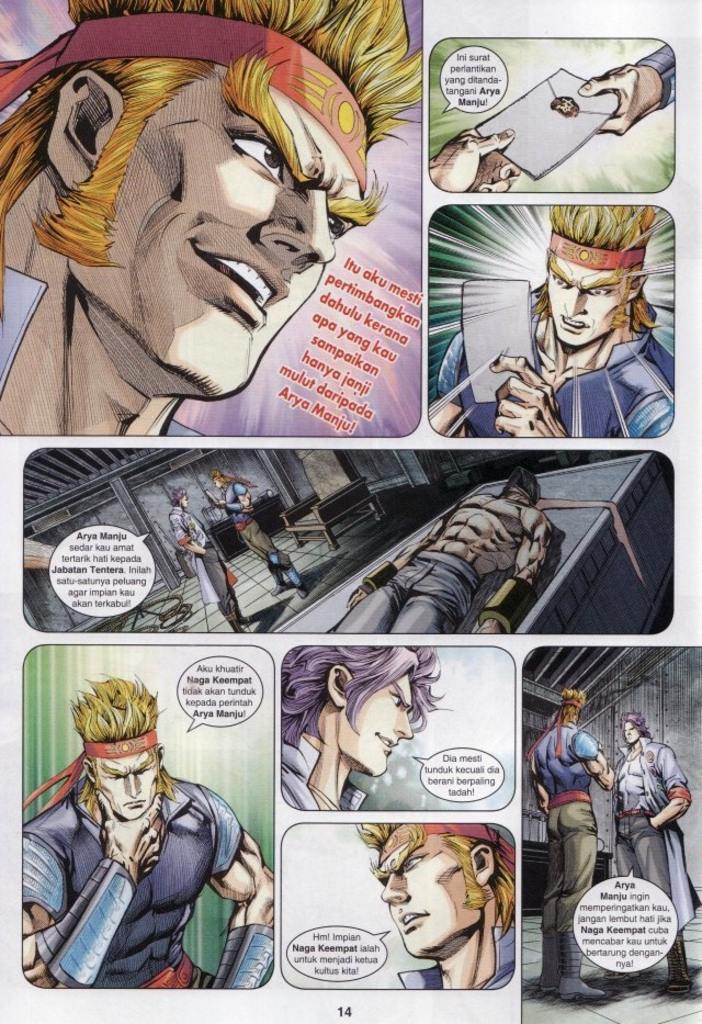 Itu aku mesti
pertimbangkan
dahulu kerana
apa yang kau
sampaikan
hanya janji
mulut daripada
Arya Manju!
Ini surat
perlantikan
yang ditanda-
tangani Arya
Manju!
Arya Manju
sedar kau amat
tertarik hati kepada
Jabatan Tentera. Inilah
satu-satunya peluang
agar impian kau
akan terkabul!
Aku khuatir
Naga Keempat
tidak akan tunduk
kepada perintah
Arya Manju!
Dia mesti
tunduk kecuali dia
berani berpaling
tadah!
Hm! Impian
Naga Keempat ialah
untuk menjadi ketua
kultus kita!
Arya
Manju ingin
memperingatkan kau,
jangan lembut hati jika
Naga Keempat cuba
mencabar kau untuk
bertarung dengan-
nya!
14